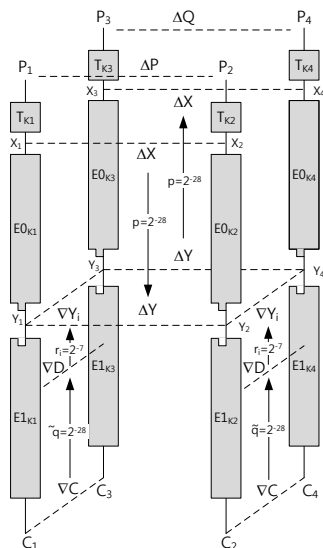 P3 ΔQ P4
P1 ΔP P2
TK3 TK4
X3 X4
TK1 ΔX TK2
X1 ΔX X2
E0K1 E0K3 p=2-28 p=2-28 E0K2 E0K4
Y3 ΔY Y4
Y1 ∇Yi ΔY Y2 ∇Yi
ri=2-7 ri=2-7
∇D E1K3 ∇D E1K4
E1K1 ~q=2-28 E1K2 q̃=2-28
∇C ∇C
C3 C4
C1 C2